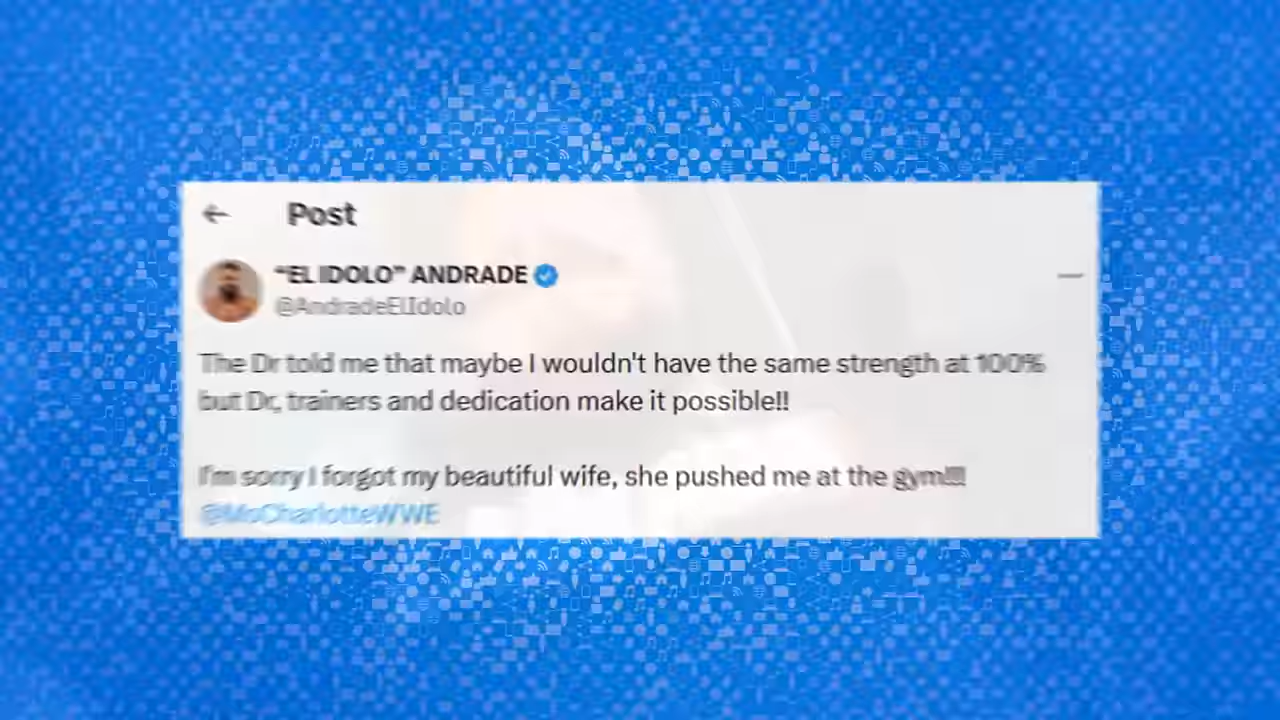 Post
"EL IDOLO" ANDRADE
@AndradeElIdolo
The Dr told me that maybe I wouldn't have the same strength at 100%
but Dr, trainers and dedication make it possible!!
I'm sorry I forgot my beautiful wife, she pushed me at the gym!!!!
@MsCharlotteWWE